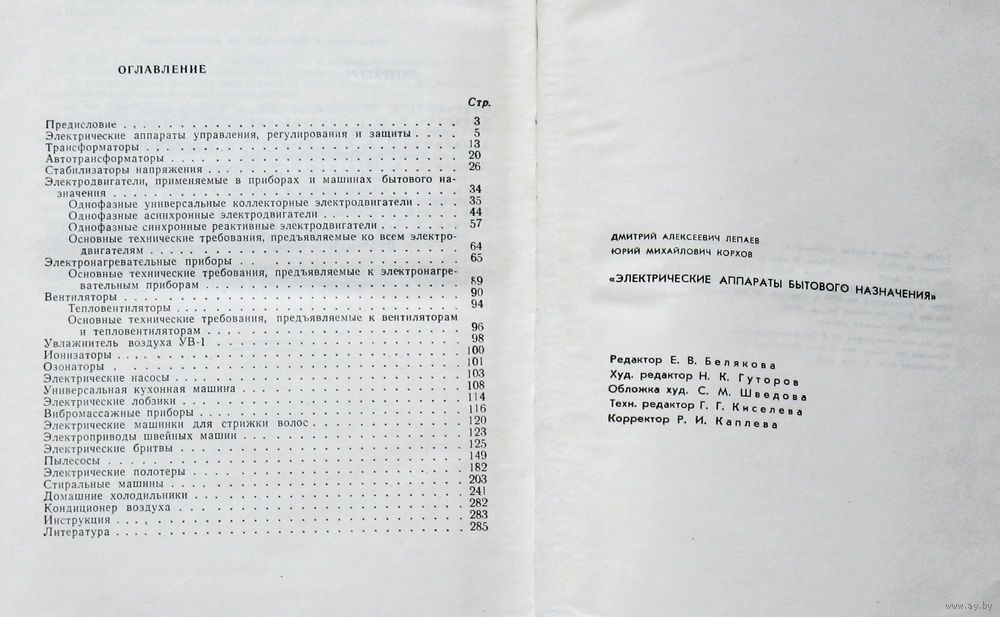 ОГЛАВЛЕНИЕ
Стр.
Предисловие . . . . . . . . . . . . . . . . . . . . 3
Электрические аппараты управления, регулирования и защиты . . . . 5
Трансформаторы . . . . . . . . . . . . . . . . . . . . 13
Автотрансформаторы . . . . . . . . . . . . . . . . . . . . 20
Стабилизаторы напряжения . . . . . . . . . . . . . . . . . . . . 26
Электродвигатели, применяемые в приборах и машинах бытового на-
значения . . . . . . . . . . . . . . . . . . . . 34
Однофазные универсальные коллекторные электродвигатели . . . . 35
Однофазные асинхронные электродвигатели . . . . . . . . . . . 44
Однофазные синхронные реактивные электродвигатели . . . . . . . 57
Основные технические требования, предъявляемые ко всем электро-
двигателям . . . . . . . . . . . . . . . . . . . . 64
Электронагревательные приборы . . . . . . . . . . . . . . . . . . 65
Основные технические требования, предъявляемые к электронагре-
вательным приборам . . . . . . . . . . . . . . . . . . 89
Вентиляторы . . . . . . . . . . . . . . . . . . . . 90
Тепловентиляторы . . . . . . . . . . . . . . . . . . . . 94
Основные технические требования, предъявляемые к вентиляторам
и тепловентиляторам . . . . . . . . . . . . . . . . . . 96
Увлажнитель воздуха УВ-1 . . . . . . . . . . . . . . . . . . . . 98
Ионизаторы . . . . . . . . . . . . . . . . . . . . 100
Озонаторы . . . . . . . . . . . . . . . . . . . . 101
Электрические насосы . . . . . . . . . . . . . . . . . . . . 103
Универсальная кухонная машина . . . . . . . . . . . . . . . . . . 108
Электрические лобзики . . . . . . . . . . . . . . . . . . . . 114
Вибромассажные приборы . . . . . . . . . . . . . . . . . . . . 116
Электрические машинки для стрижки волос . . . . . . . . . . . . 120
Электроприводы швейных машин . . . . . . . . . . . . . . . . . . 123
Электрические бритвы . . . . . . . . . . . . . . . . . . . . 125
Пылесосы . . . . . . . . . . . . . . . . . . . . 149
Электрические полотеры . . . . . . . . . . . . . . . . . . . . 182
Стиральные машины . . . . . . . . . . . . . . . . . . . . 203
Домашние холодильники . . . . . . . . . . . . . . . . . . . . 241
Кондиционер воздуха . . . . . . . . . . . . . . . . . . . . 282
Инструкция . . . . . . . . . . . . . . . . . . . . 283
Литература . . . . . . . . . . . . . . . . . . . . 285
ДМИТРИЙ АЛЕКСЕЕВИЧ ЛЕПАЕВ
ЮРИЙ МИХАЙЛОВИЧ КОРХОВ
«ЭЛЕКТРИЧЕСКИЕ АППАРАТЫ БЫТОВОГО НАЗНАЧЕНИЯ»
Редактор Е. В. Белякова
Худ. редактор Н. К. Гуторов
Обложка худ. С. М. Шведова
Техн. редактор Г. Г. Киселева
Корректор Р. И. Каплева
www.ay.by